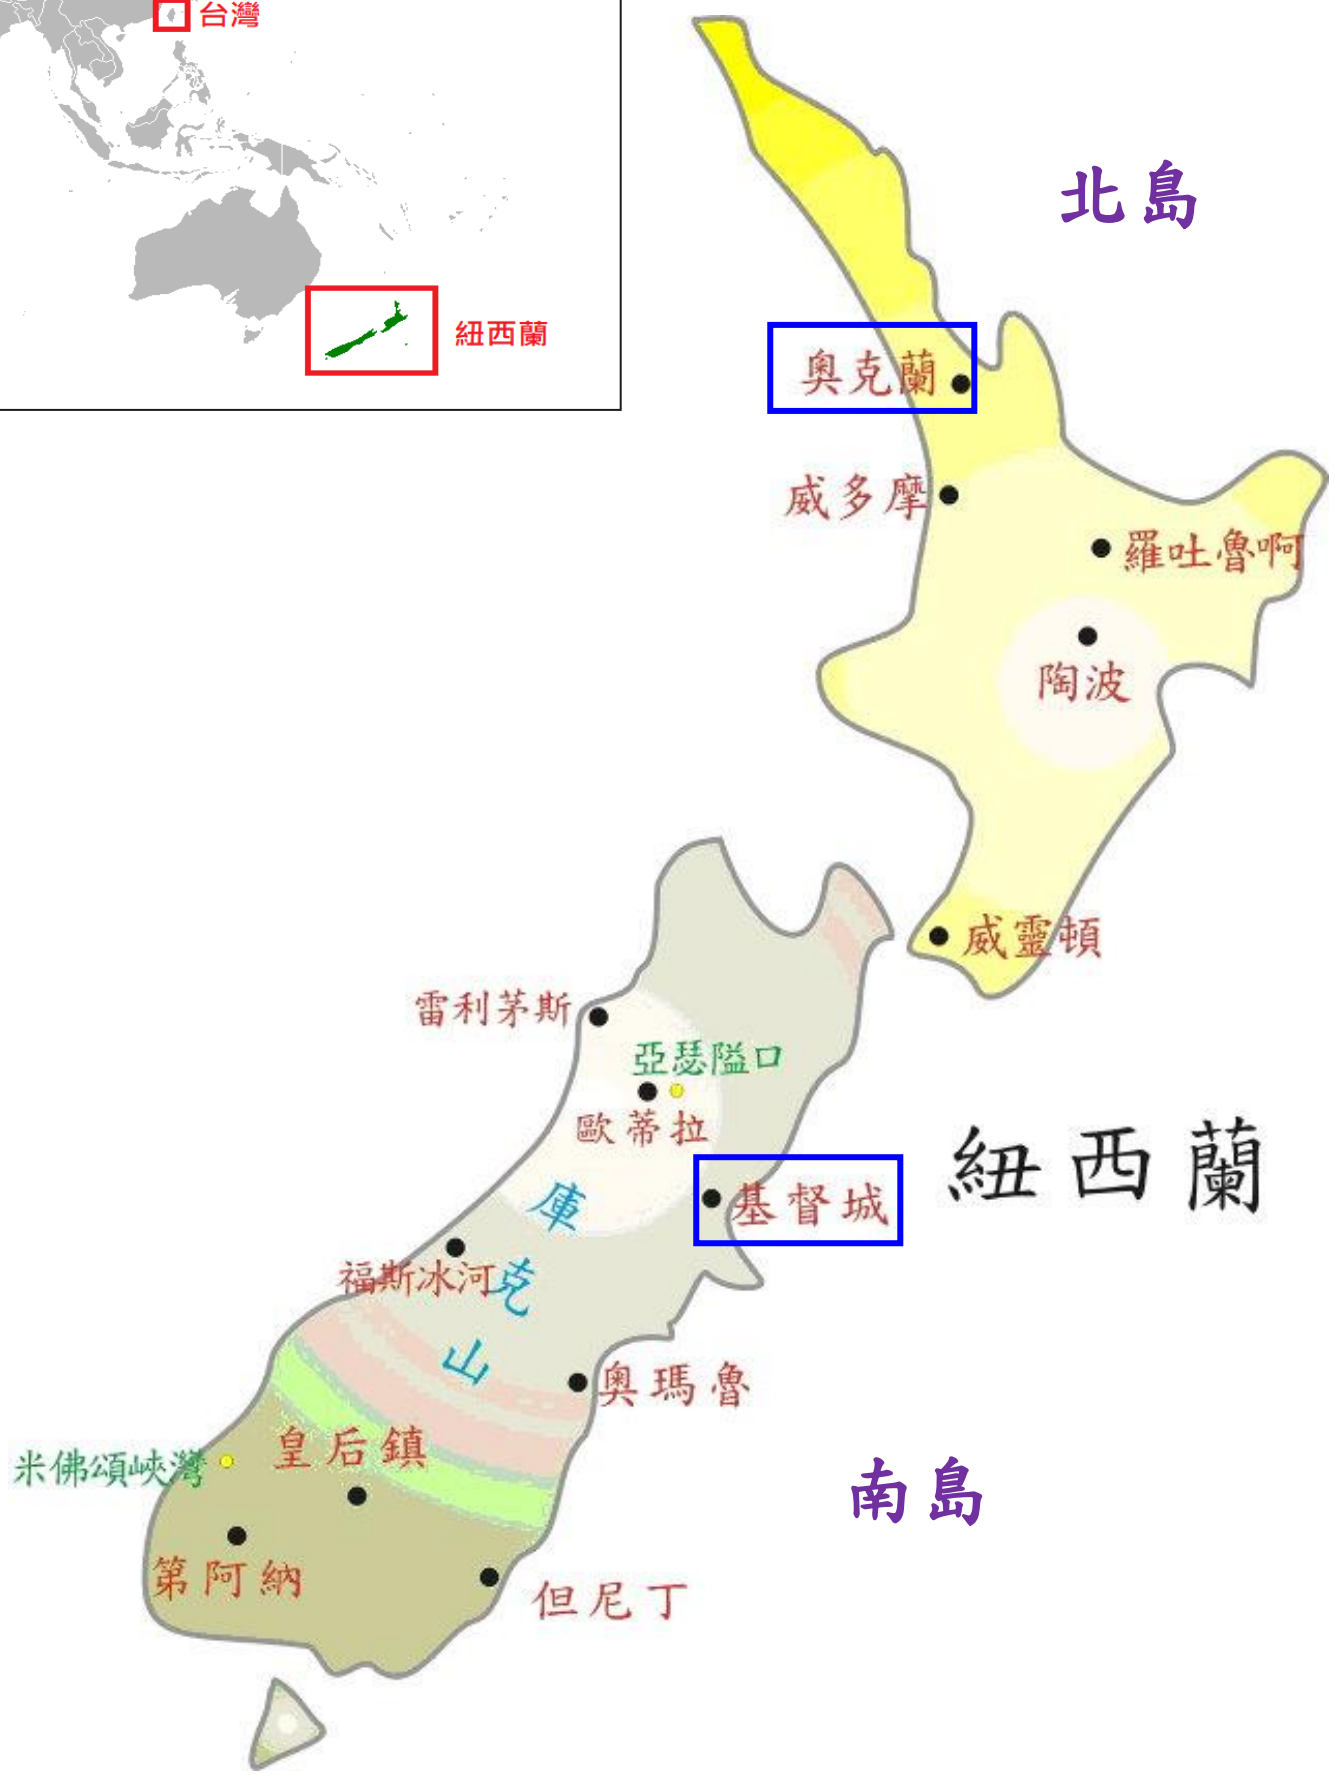 台灣
紐西蘭
北島
奧克蘭
威多摩
羅吐魯啊
陶波
威靈頓
雷利茅斯
亞瑟隘口
歐蒂拉
紐西蘭
基督城
庫克山
福斯冰河
奧瑪魯
皇后鎮
米佛頌峽灣
南島
第阿納
但尼丁